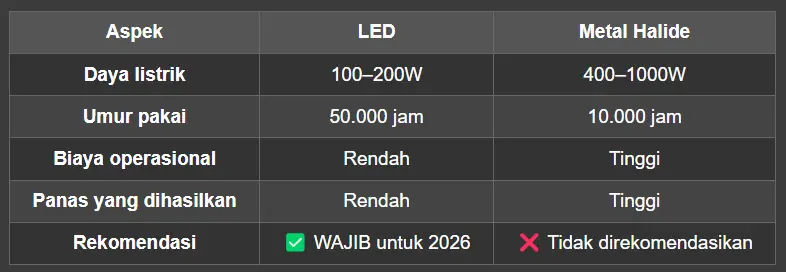 Aspek LED Metal Halide
Daya listrik 100–200W 400–1000W
Umur pakai 50.000 jam 10.000 jam
Biaya operasional Rendah Tinggi
Panas yang dihasilkan Rendah Tinggi
Rekomendasi ✅ WAJIB untuk 2026 ❌ Tidak direkomendasikan